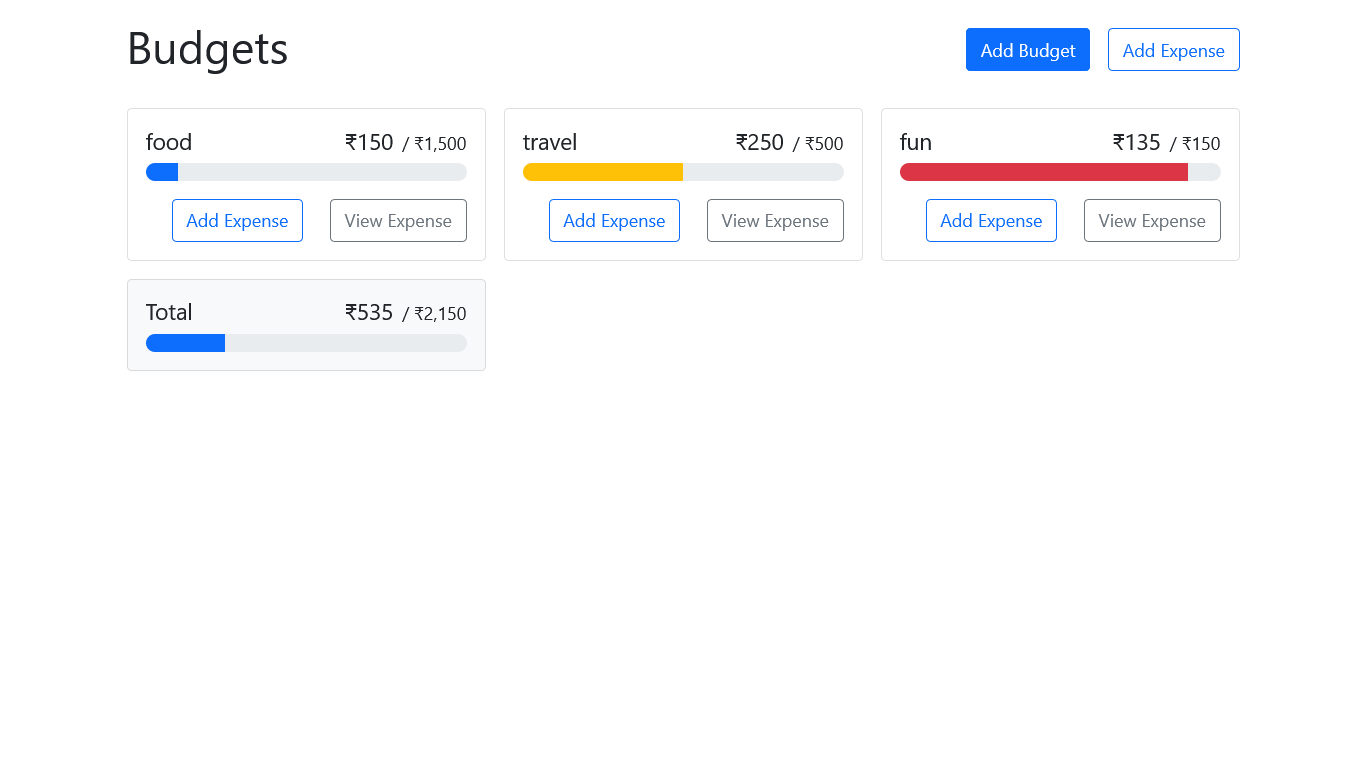 Budgets
Add Budget
Add Expense
food ₹150 / ₹1,500
Add Expense View Expense
travel ₹250 / ₹500
Add Expense View Expense
fun ₹135 / ₹150
Add Expense View Expense
Total ₹535 / ₹2,150